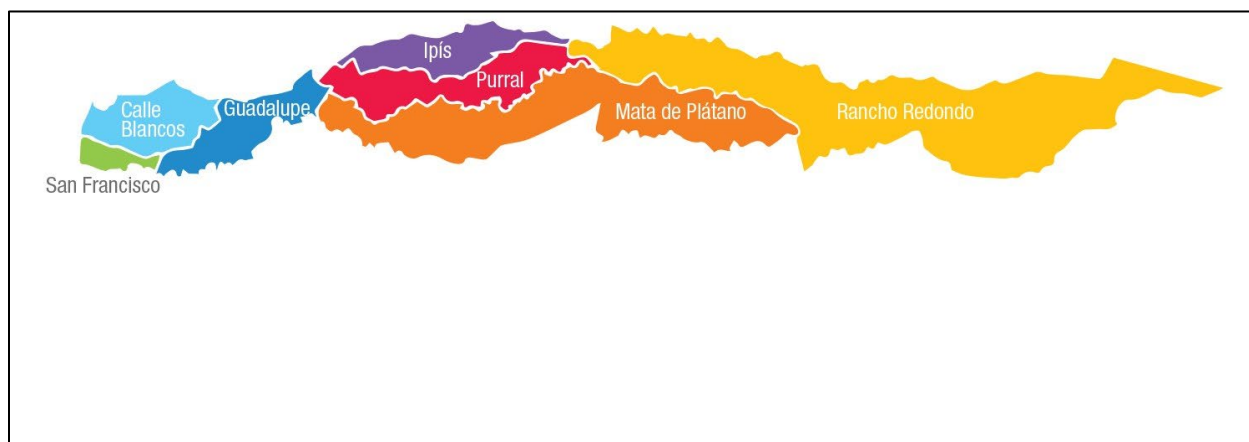 Ipís
Purral
Calle
Blancos
Guadalupe
Mata de Plátano
Rancho Redondo
San Francisco